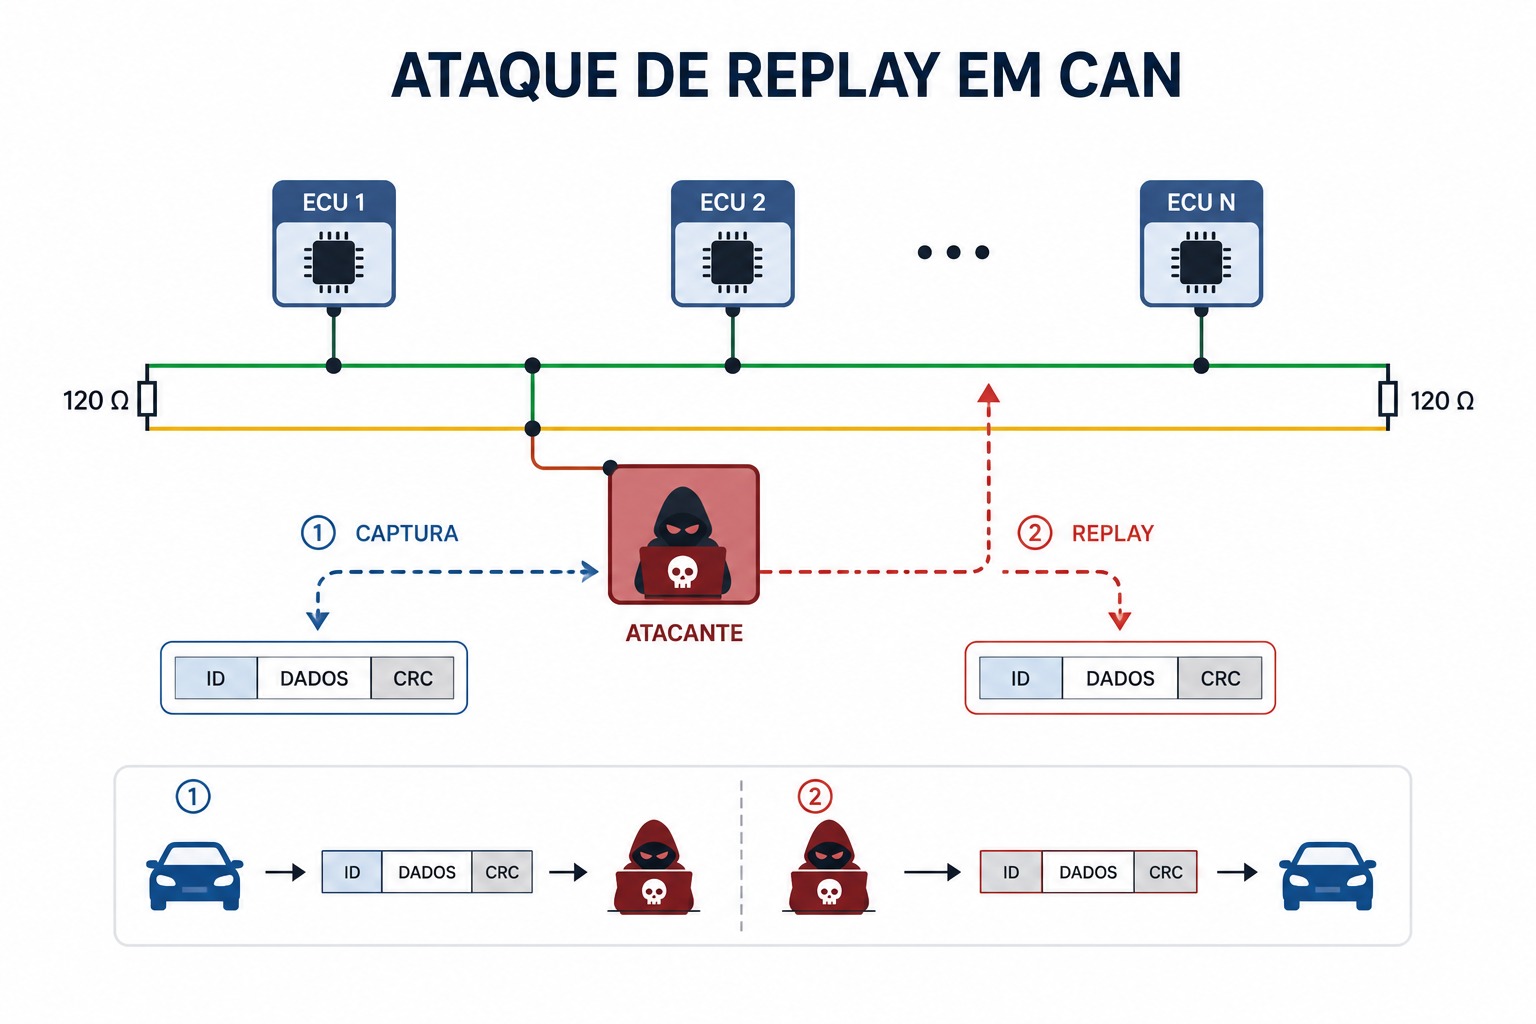 ATAQUE DE REPLAY EM CAN
ECU 1
ECU 2
ECU N
120 Ω
120 Ω
1 CAPTURA
2 REPLAY
ATACANTE
ID DADOS CRC
ID DADOS CRC
1
2
ID DADOS CRC
ID DADOS CRC